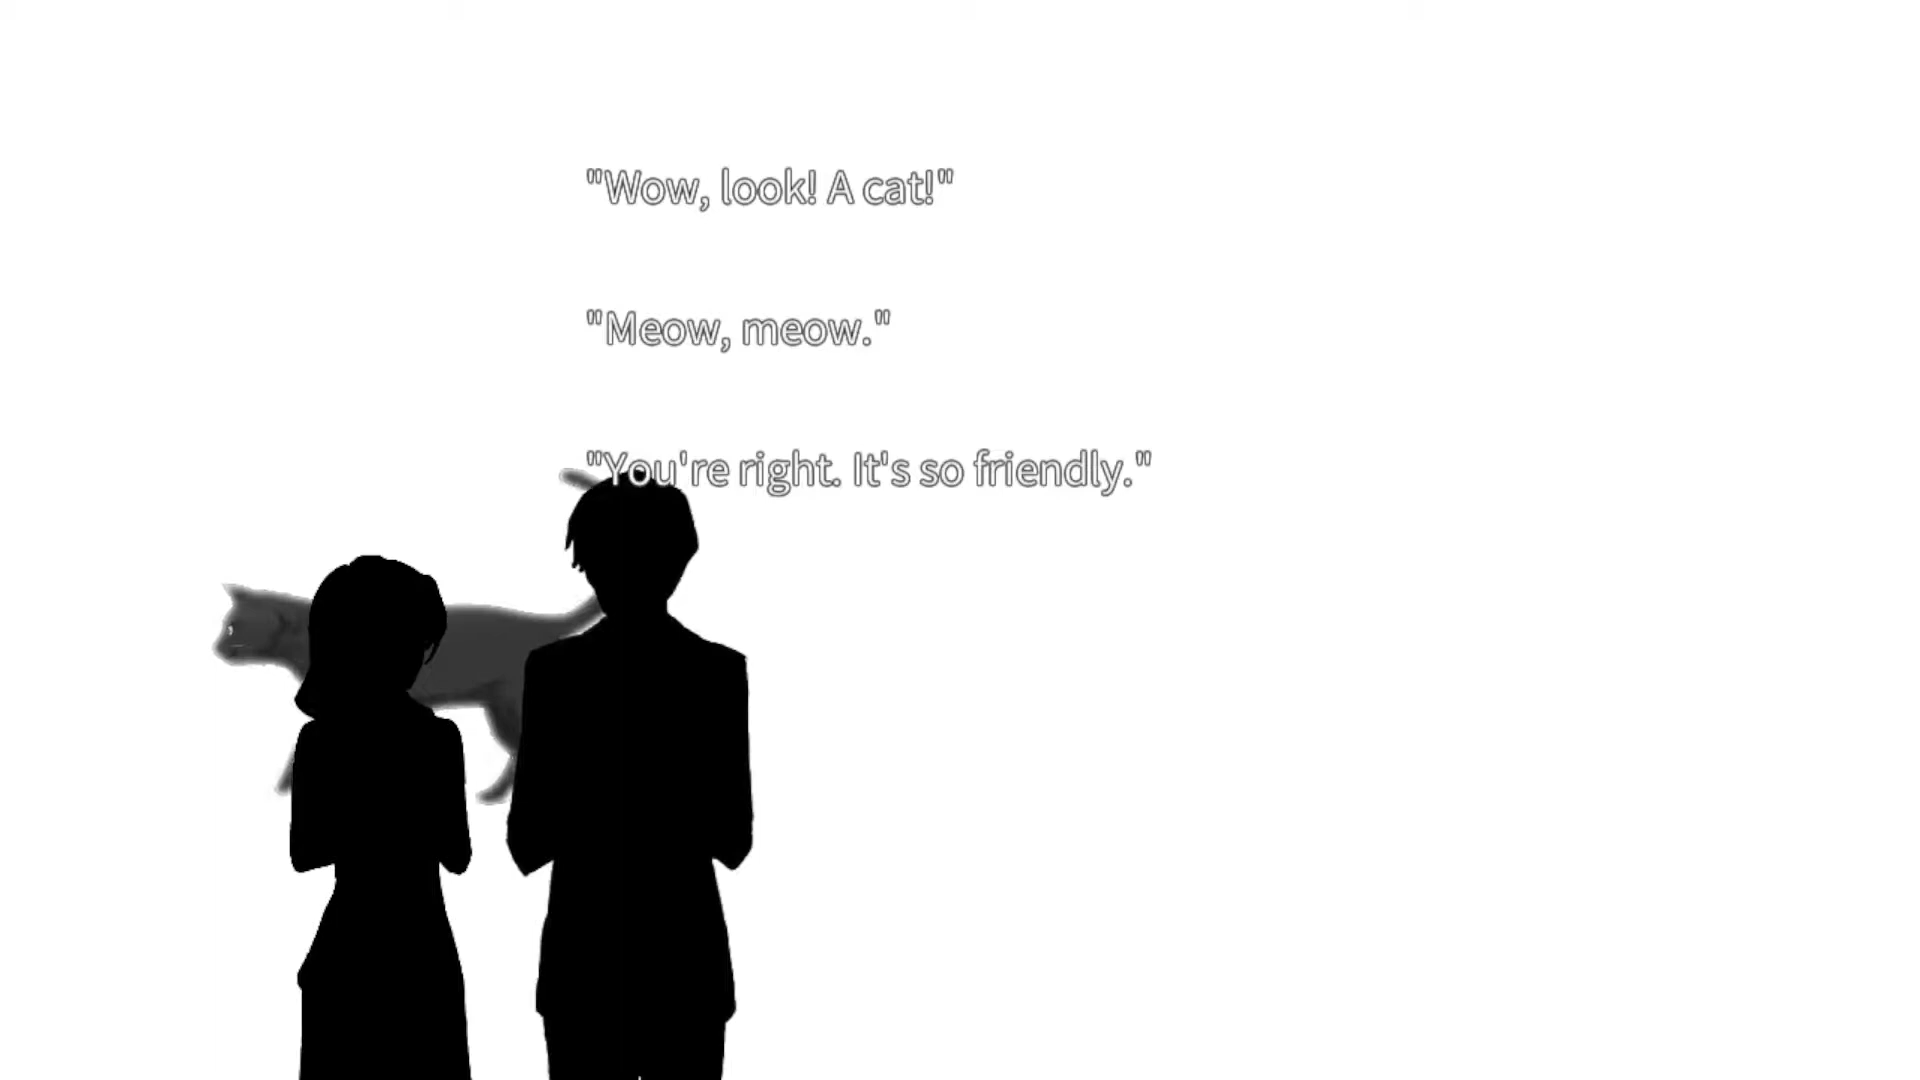 "Wow, look! A cat!"
"Meow, meow."
"You're right. It's so friendly."